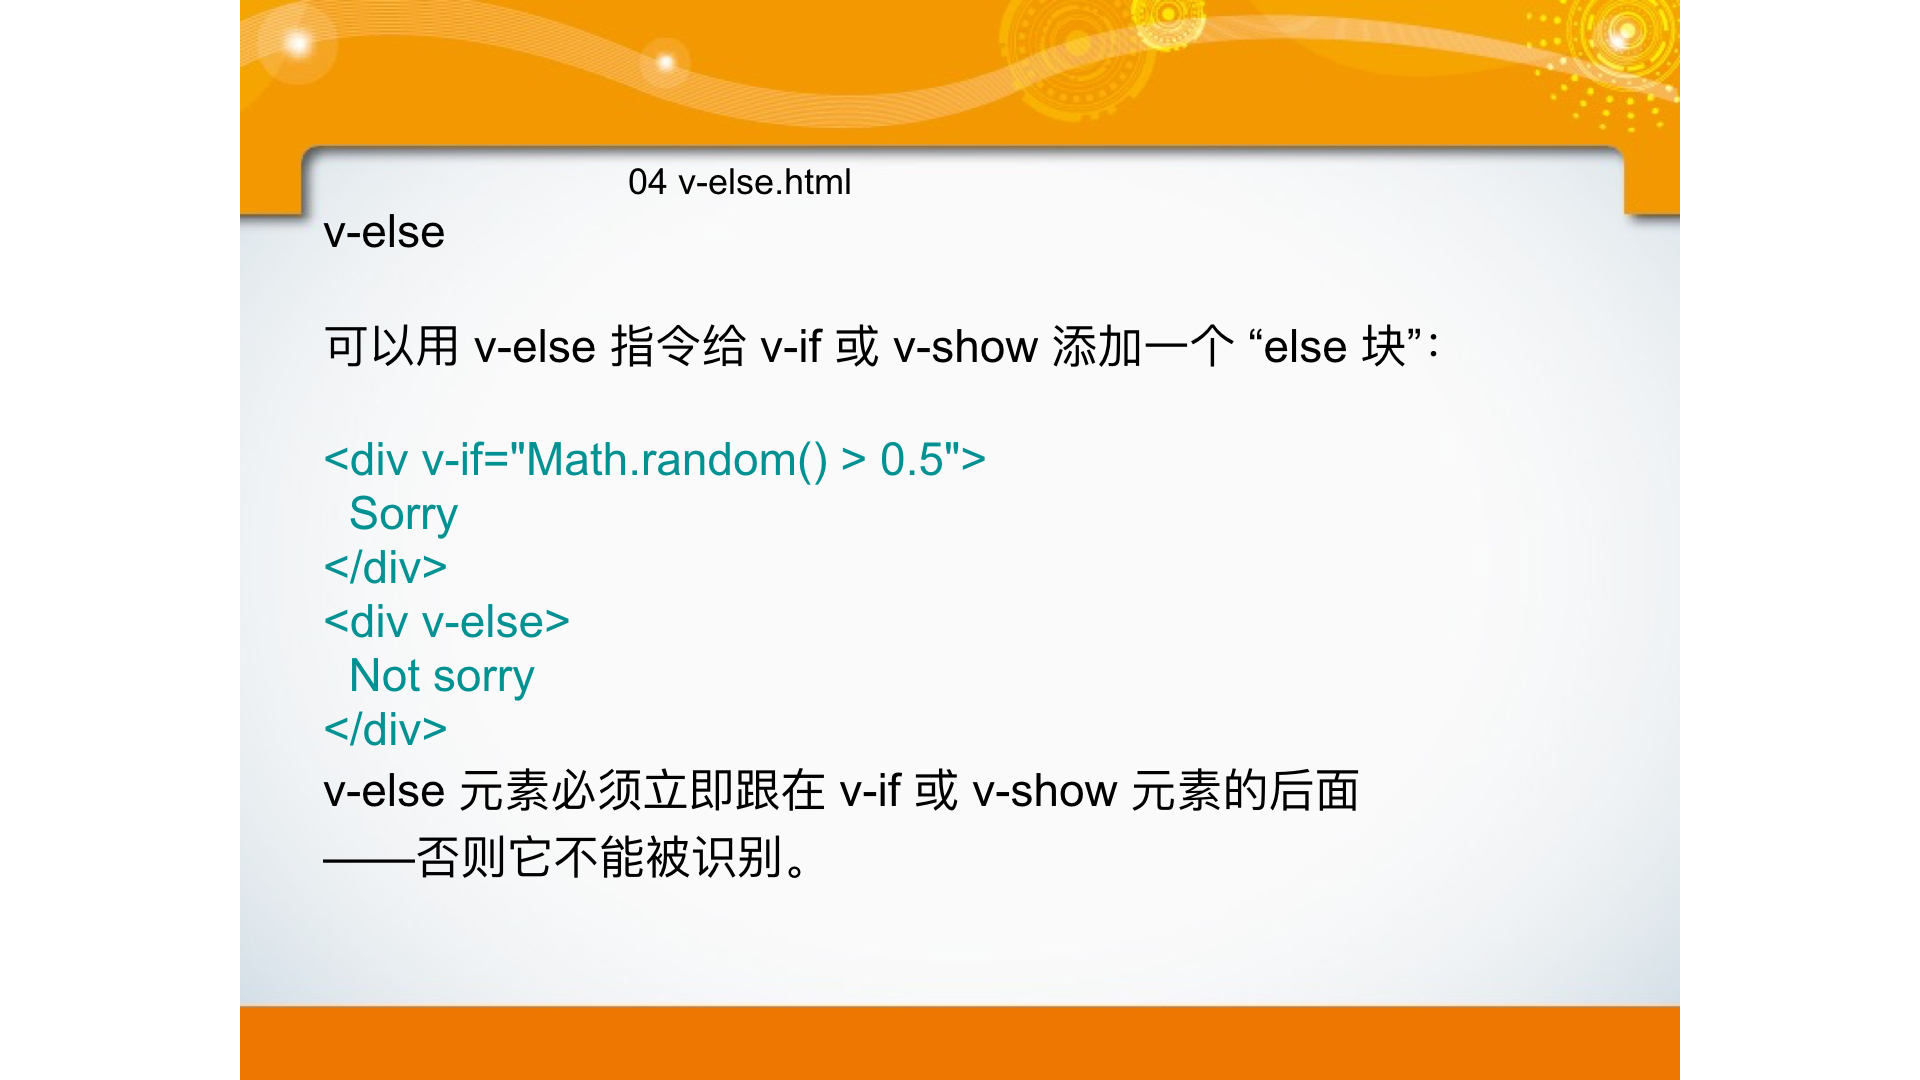 04 v-else.html
v-else
可以用 v-else 指令给 v-if 或 v-show 添加一个 “else 块”：
<div v-if="Math.random() > 0.5">
  Sorry
</div>
<div v-else>
  Not sorry
</div>
v-else 元素必须立即跟在 v-if 或 v-show 元素的后面
——否则它不能被识别。